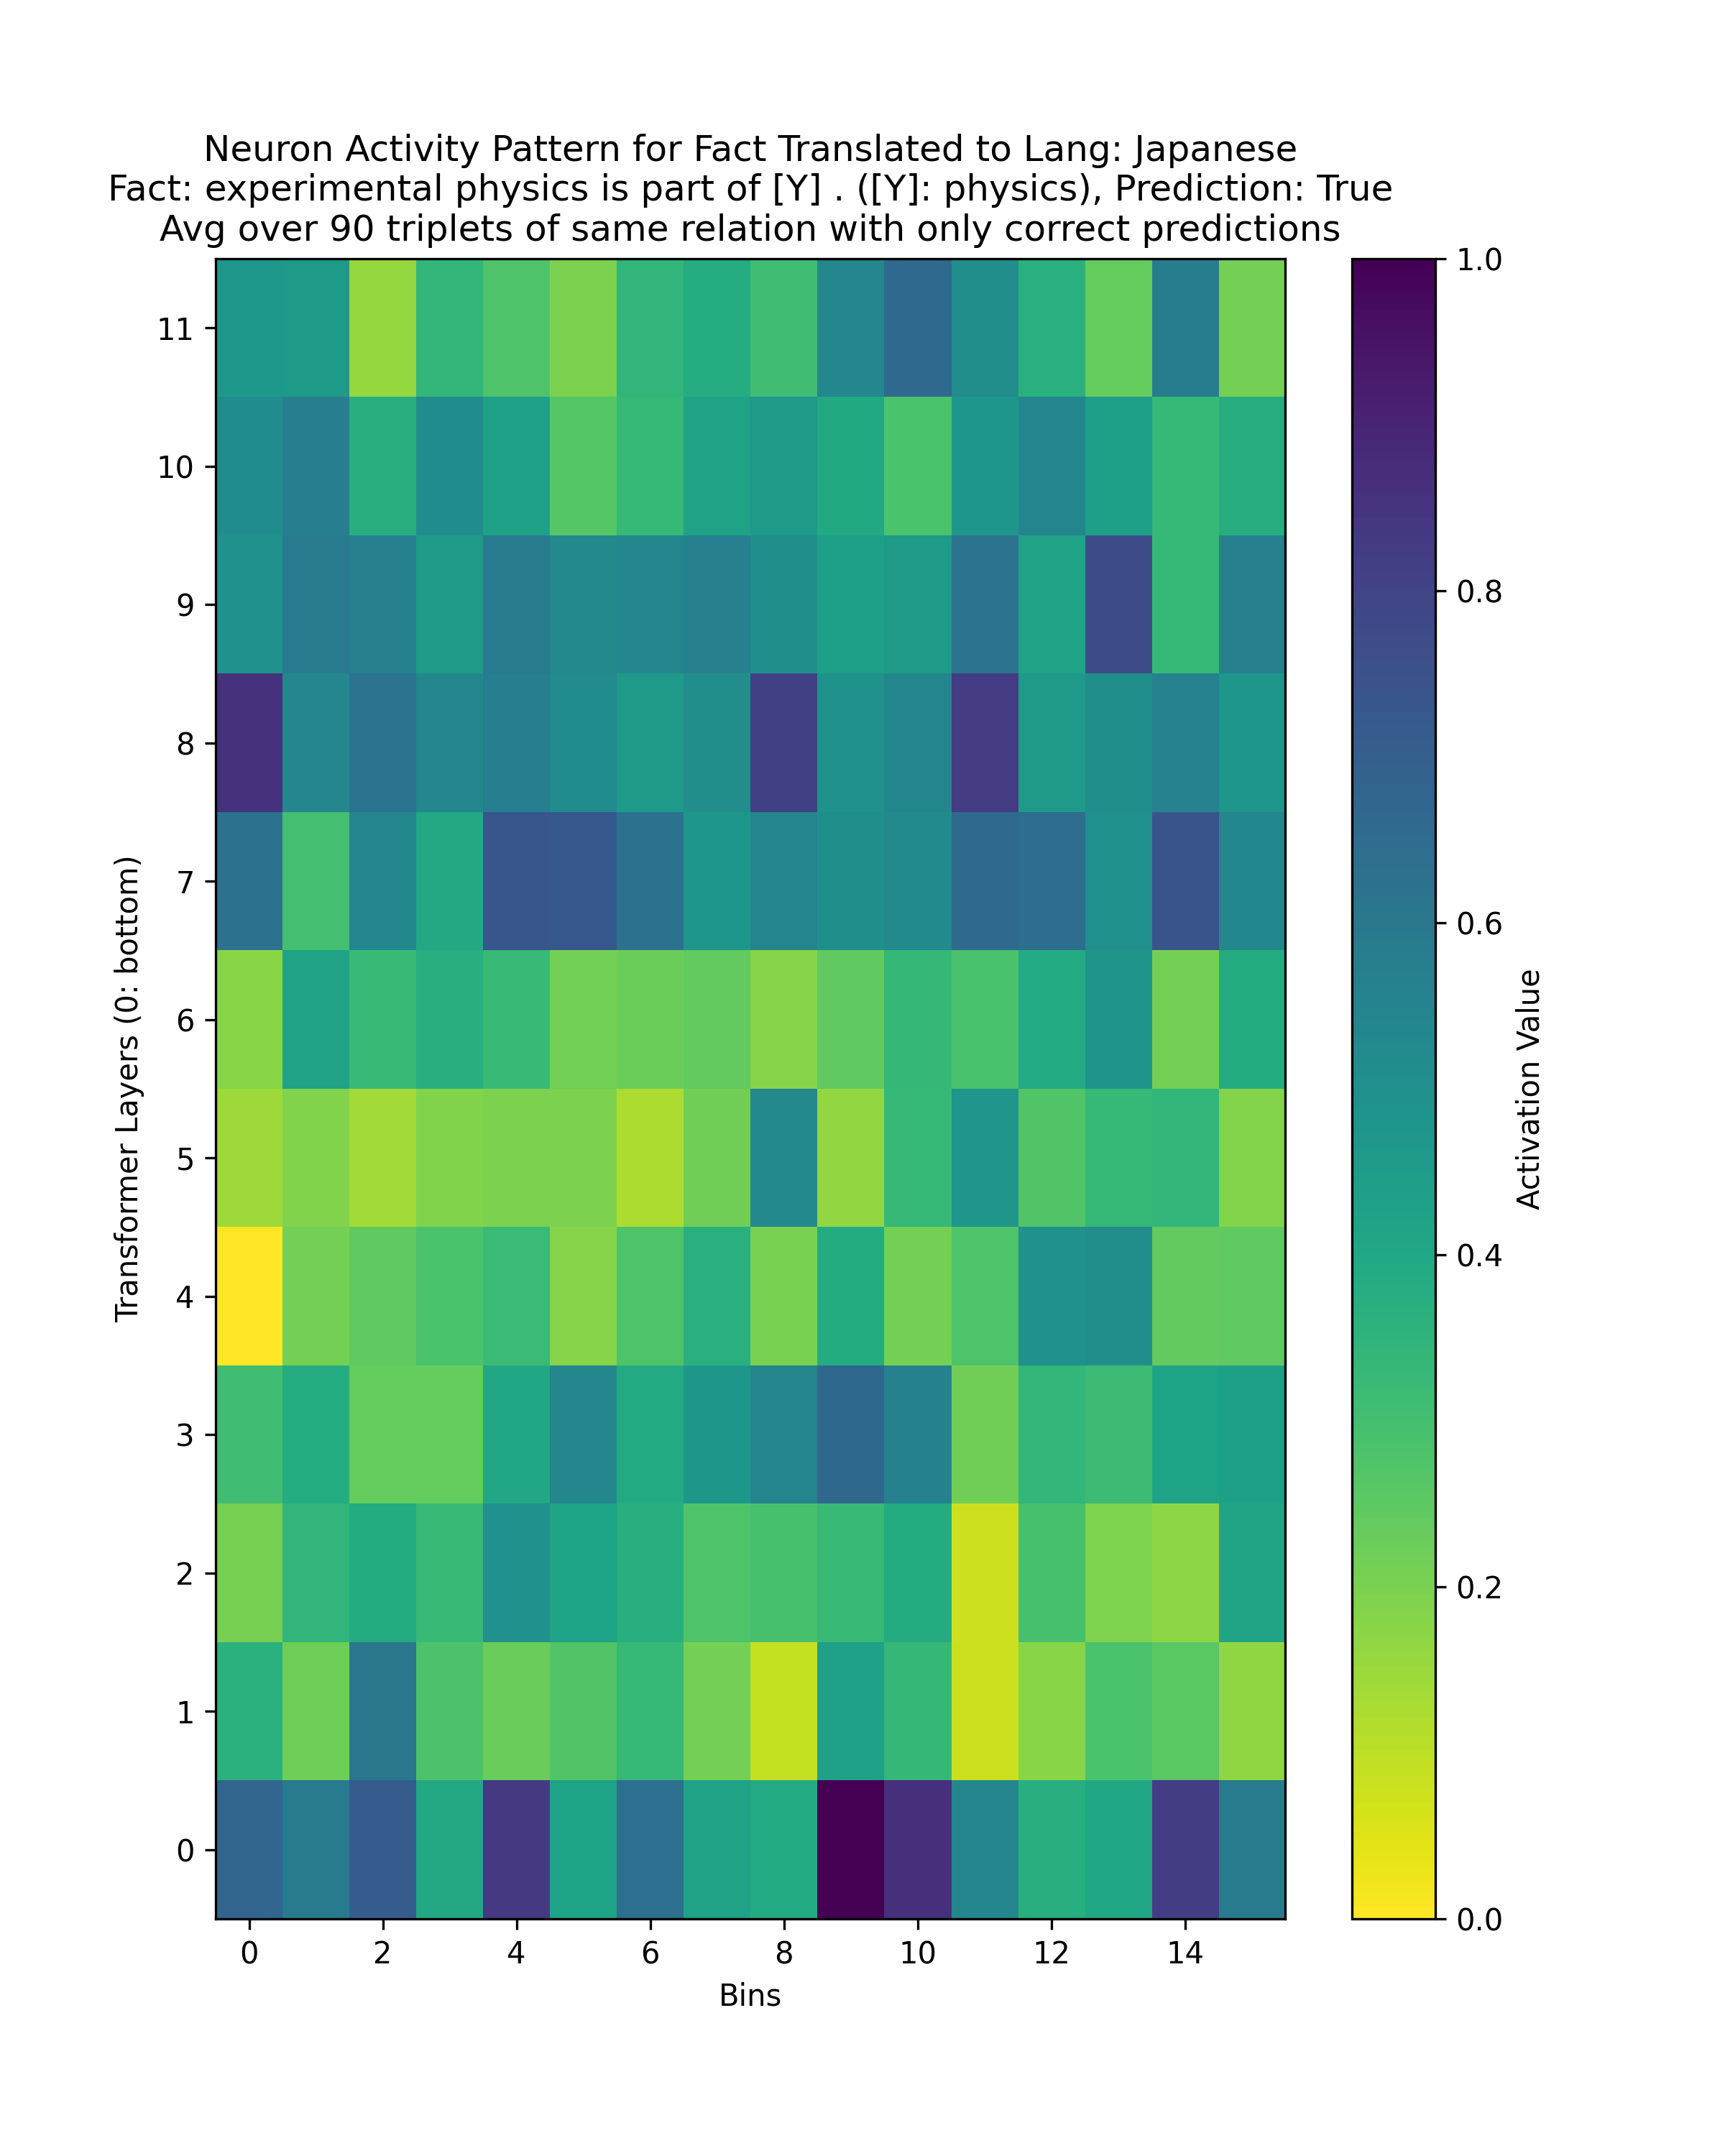 Neuron Activity Pattern for Fact Translated to Lang: Japanese
Fact: experimental physics is part of [Y] . ([Y]: physics), Prediction: True
Avg over 90 triplets of same relation with only correct predictions
11
10
9
8
7
6
5
4
3
2
1
0
Transformer Layers (0: bottom)
0 2 4 6 8 10 12 14
Bins
1.0
0.8
0.6
0.4
0.2
0.0
Activation Value